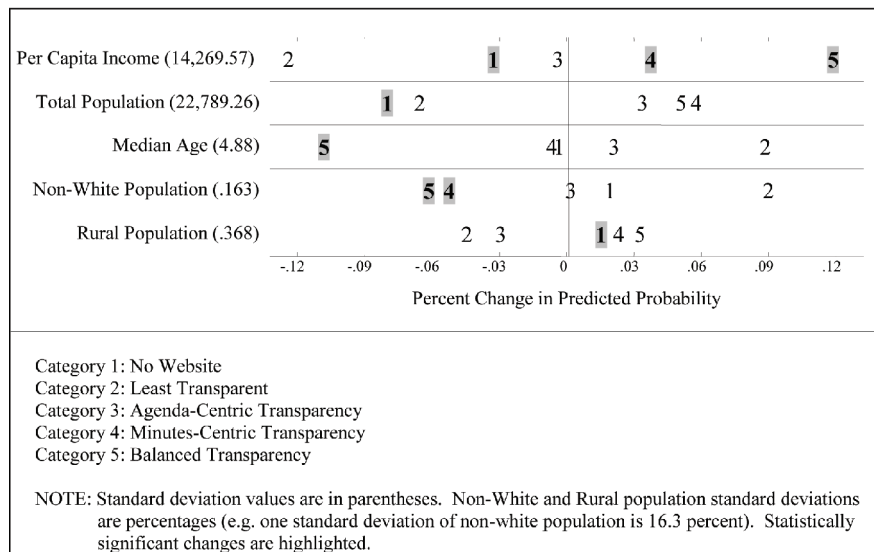 Per Capita Income (14,269.57) 2 1 3 4 5
Total Population (22,789.26) 1 2 3 5 4
Median Age (4.88) 5 4 1 3 2
Non-White Population (.163) 5 4 3 1 2
Rural Population (.368) 2 3 1 4 5
-.12 -.09 -.06 -.03 0 .03 .06 .09 .12
Percent Change in Predicted Probability
Category 1: No Website
Category 2: Least Transparent
Category 3: Agenda-Centric Transparency
Category 4: Minutes-Centric Transparency
Category 5: Balanced Transparency
NOTE: Standard deviation values are in parentheses. Non-White and Rural population standard deviations
are percentages (e.g. one standard deviation of non-white population is 16.3 percent). Statistically
significant changes are highlighted.